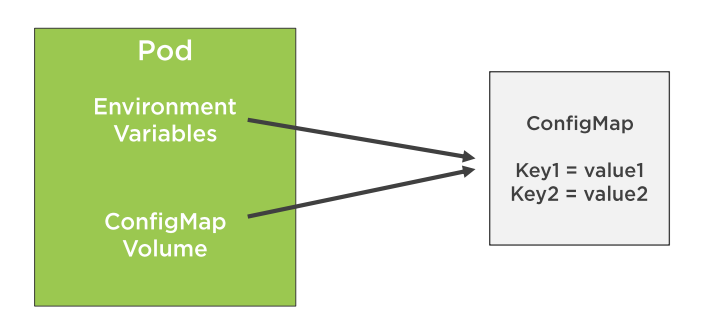 Pod
Environment
Variables
ConfigMap
Volume
ConfigMap
Key1 = value1
Key2 = value2